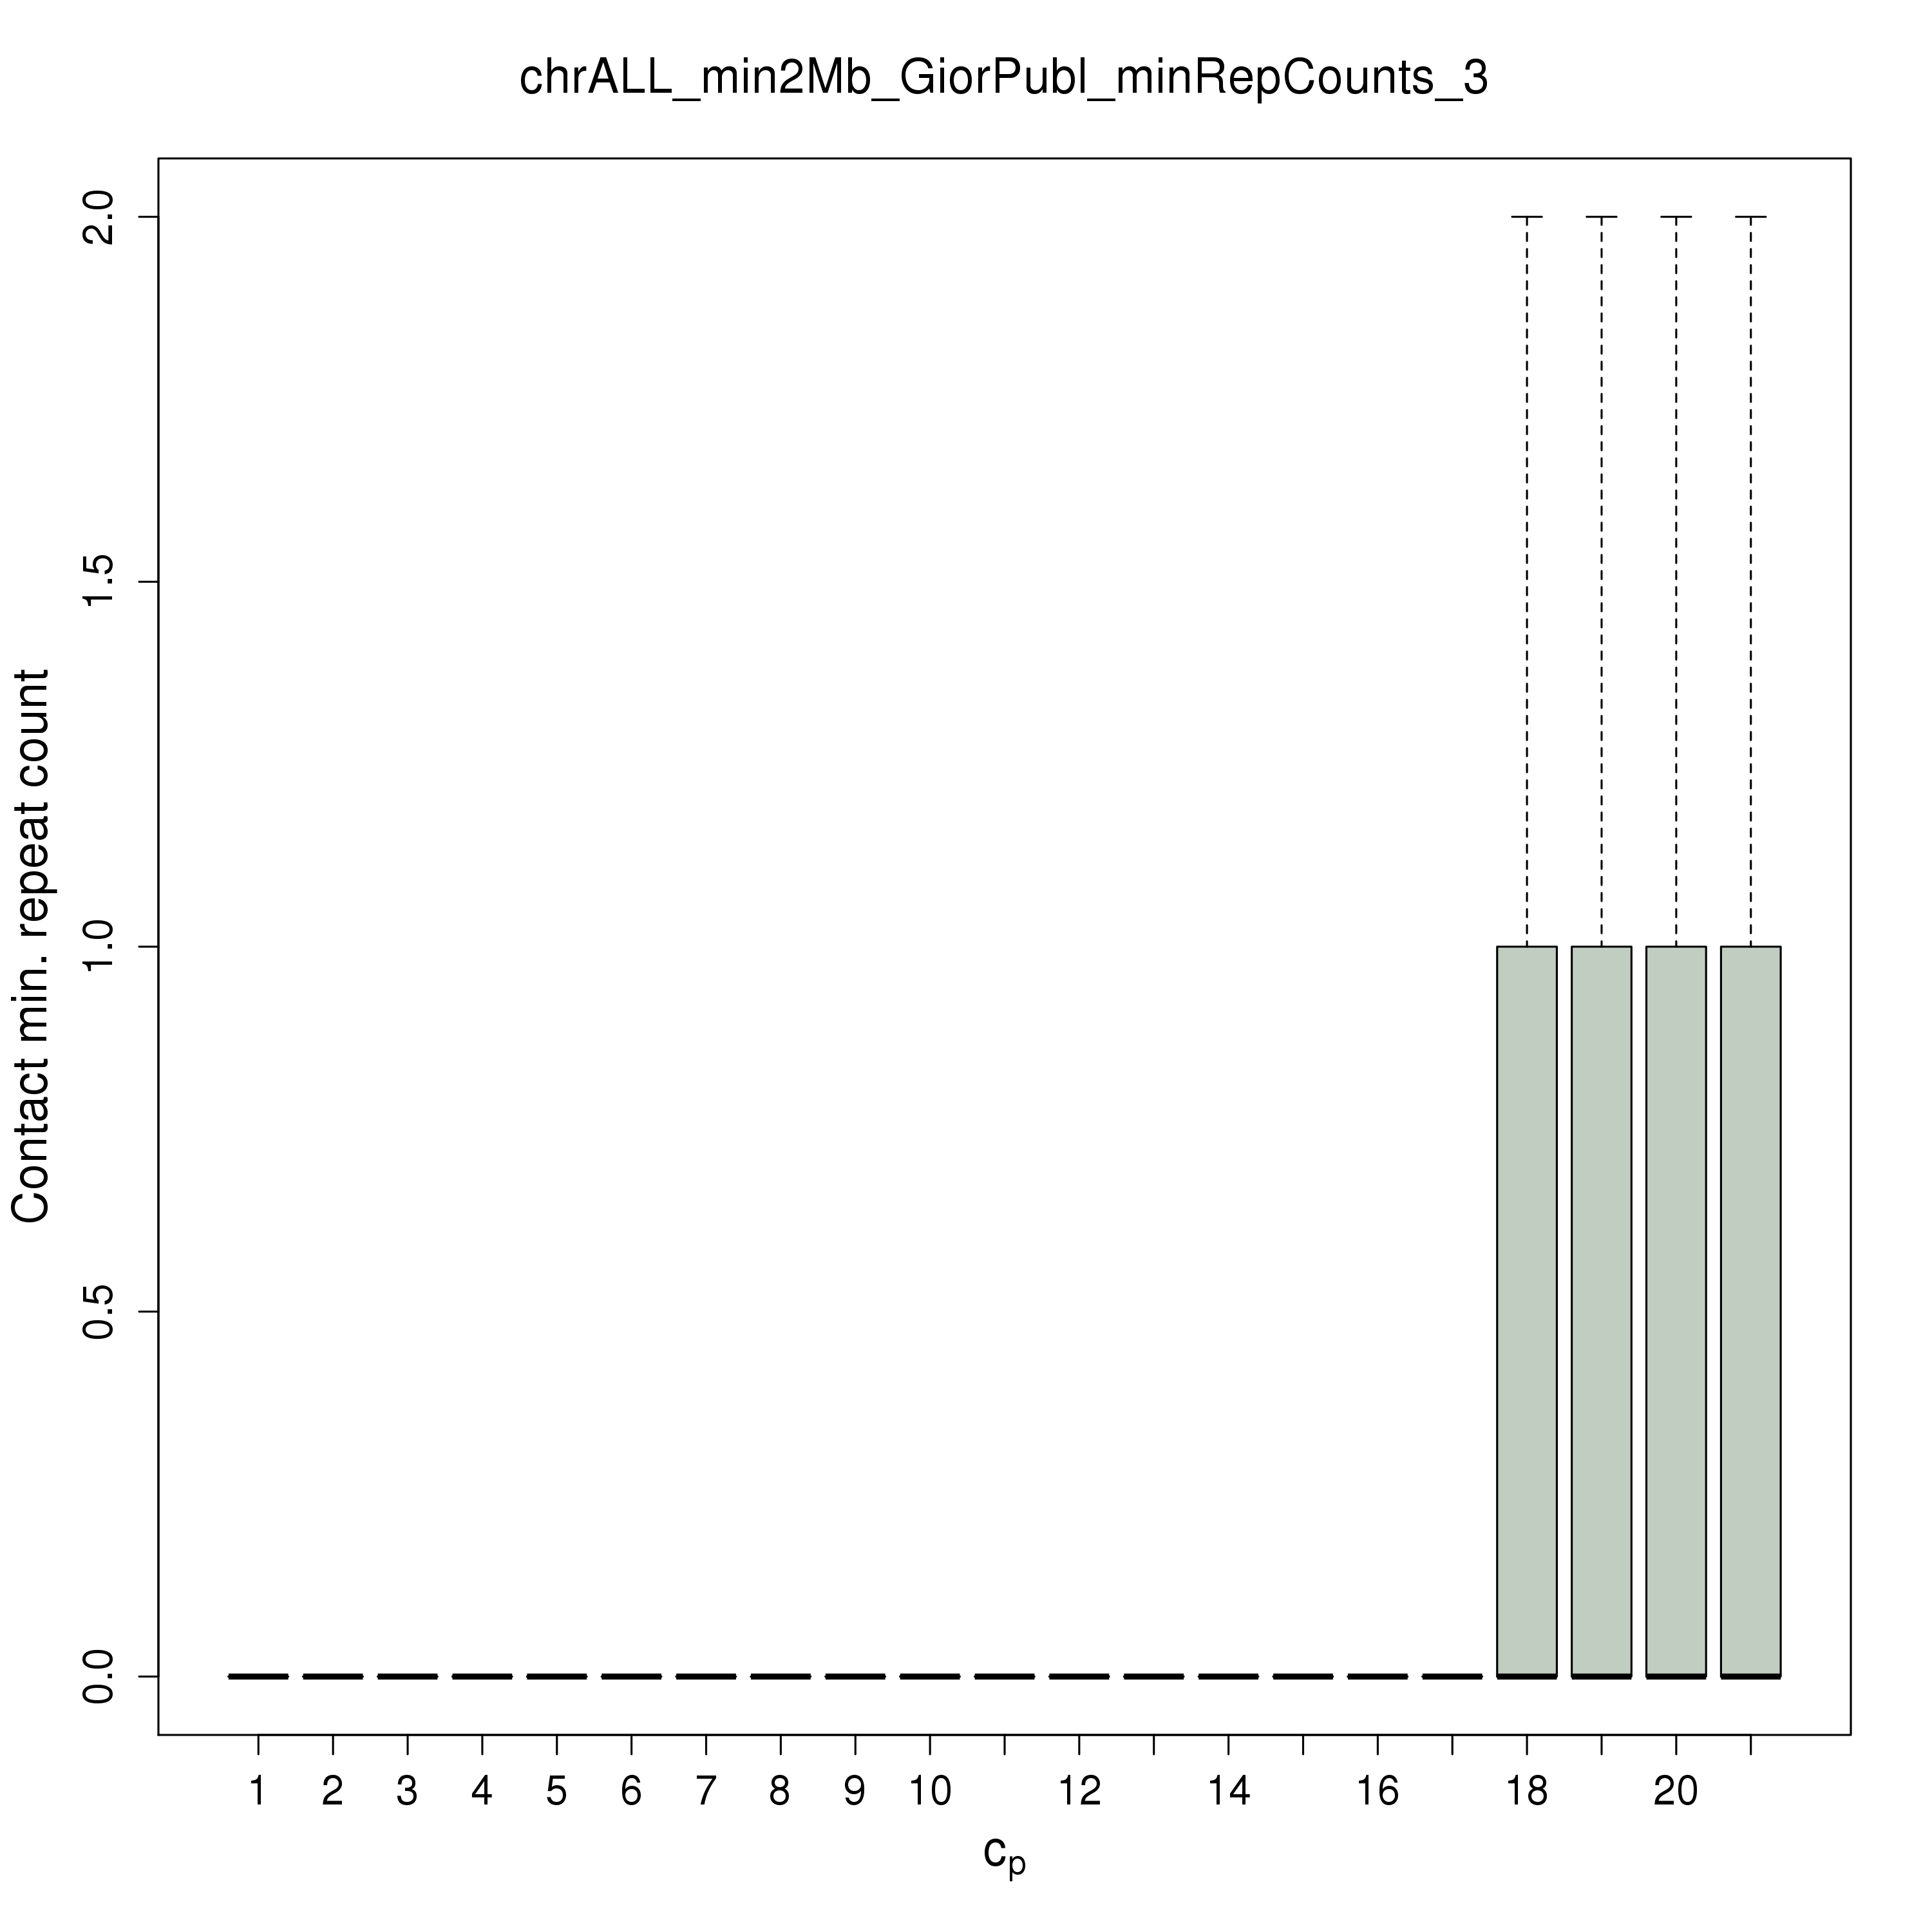 chrALL_min2Mb_GiorPubl_minRepCounts_3
Contact min. repeat count
2.0
1.5
1.0
0.5
0.0
1 2 3 4 5 6 7 8 9 10 12 14 16 18 20
cp